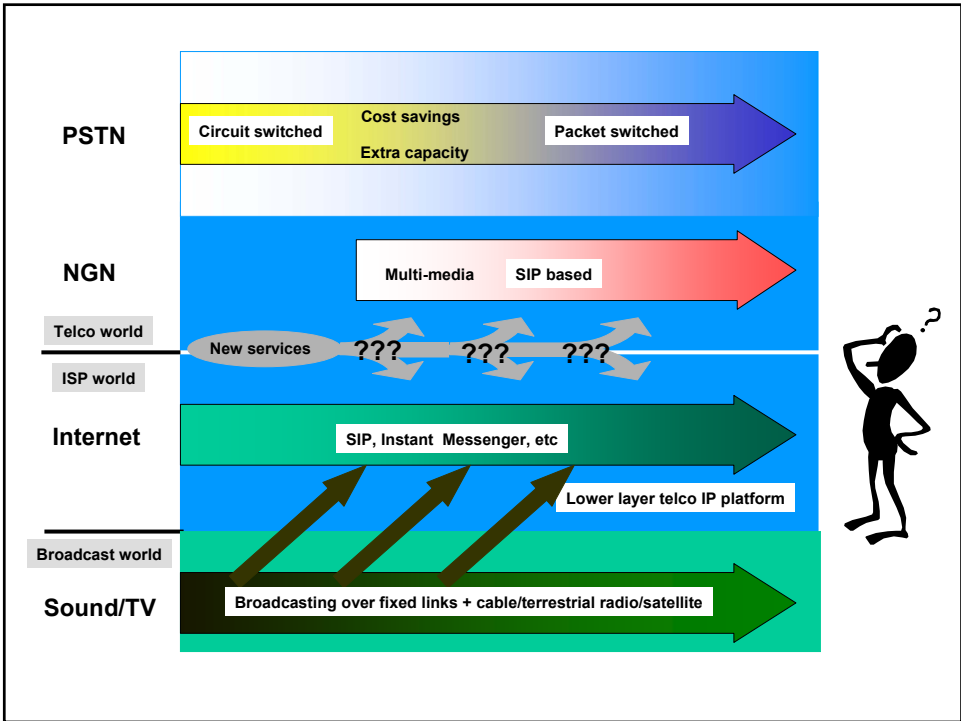 PSTN
Circuit switched
Cost savings
Extra capacity
Packet switched
NGN
Multi-media
SIP based
Telco world
New services
???
???
???
?
ISP world
Internet
SIP, Instant Messenger, etc
Lower layer telco IP platform
Broadcast world
Sound/TV
Broadcasting over fixed links + cable/terrestrial radio/satellite